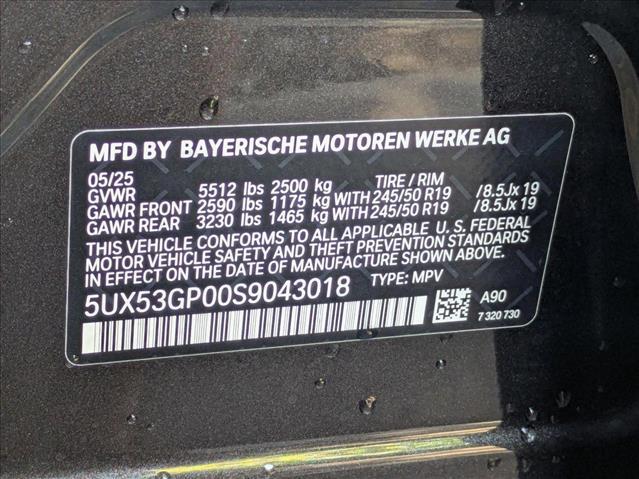 MFD BY BAYERISCHE MOTOREN WERKE AG
05/25 TIRE / RIM
GVWR 5512 lbs 2500 kg
GAWR FRONT 2590 lbs 1175 kg WITH 245/50 R19 /8.5Jx 19
GAWR REAR 3230 lbs 1465 kg WITH 245/50 R19 /8.5Jx 19
THIS VEHICLE CONFORMS TO ALL APPLICABLE U. S. FEDERAL
MOTOR VEHICLE SAFETY AND THEFT PREVENTION STANDARDS
IN EFFECT ON THE DATE OF MANUFACTURE SHOWN ABOVE.
5UX53GP00S9043018 TYPE: MPV
A90
7 320 730